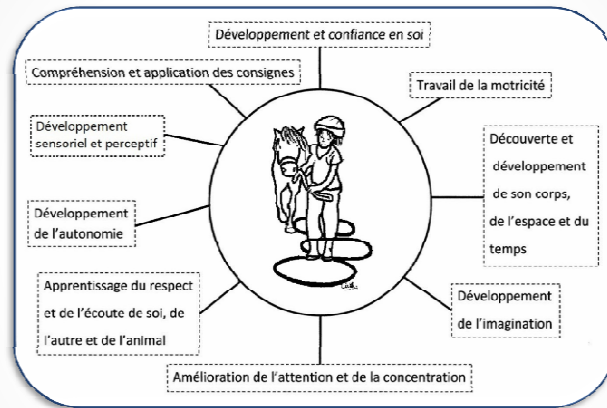 Développement et confiance en soi
Compréhension et application des consignes
Travail de la motricité
Développement
sensoriel et perceptif
Découverte et
développement
de son corps,
de l'espace et du
temps
Développement
de l'autonomie
Apprentissage du respect
et de l'écoute de soi, de
l'autre et de l'animal
Développement
de l'imagination
Amélioration de l'attention et de la concentration